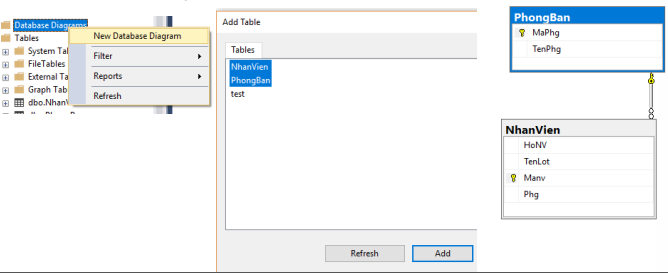 Database Diagrams
Tables
System Tal
FileTables
External Ta
Graph Tab
dbo.NhanV
New Database Diagram
Filter
Reports
Refresh
Add Table
Tables
NhanVien
PhongBan
test
Refresh
Add
PhongBan
MaPhg
TenPhg
NhanVien
HoNV
TenLot
Manv
Phg